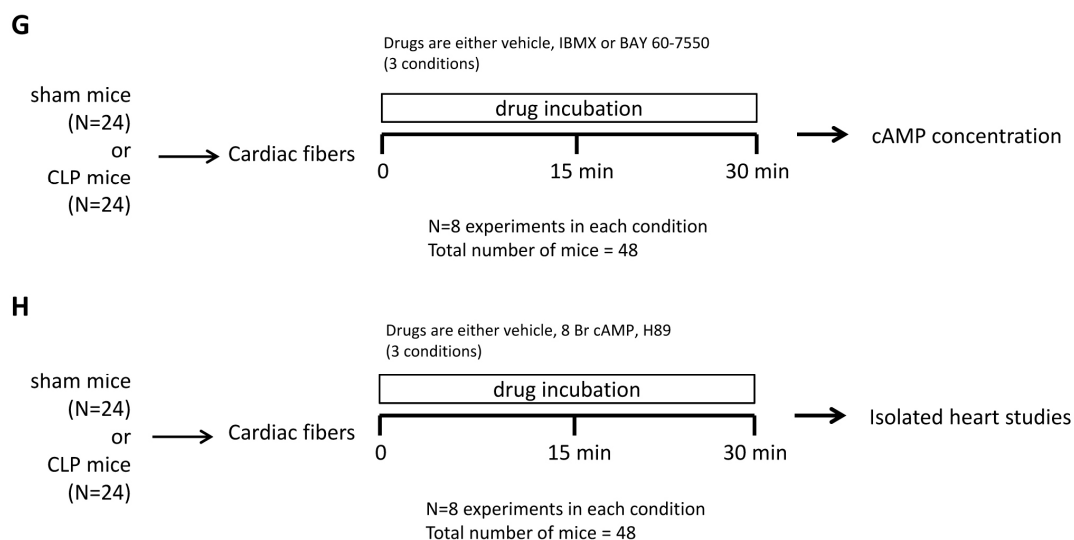 G
Drugs are either vehicle, IBMX or BAY 60-7550
(3 conditions)
sham mice
(N=24)
or
CLP mice
(N=24)
Cardiac fibers
drug incubation
0
15 min
30 min
cAMP concentration
N=8 experiments in each condition
Total number of mice = 48
H
Drugs are either vehicle, 8 Br cAMP, H89
(3 conditions)
sham mice
(N=24)
or
CLP mice
(N=24)
Cardiac fibers
drug incubation
0
15 min
30 min
Isolated heart studies
N=8 experiments in each condition
Total number of mice = 48